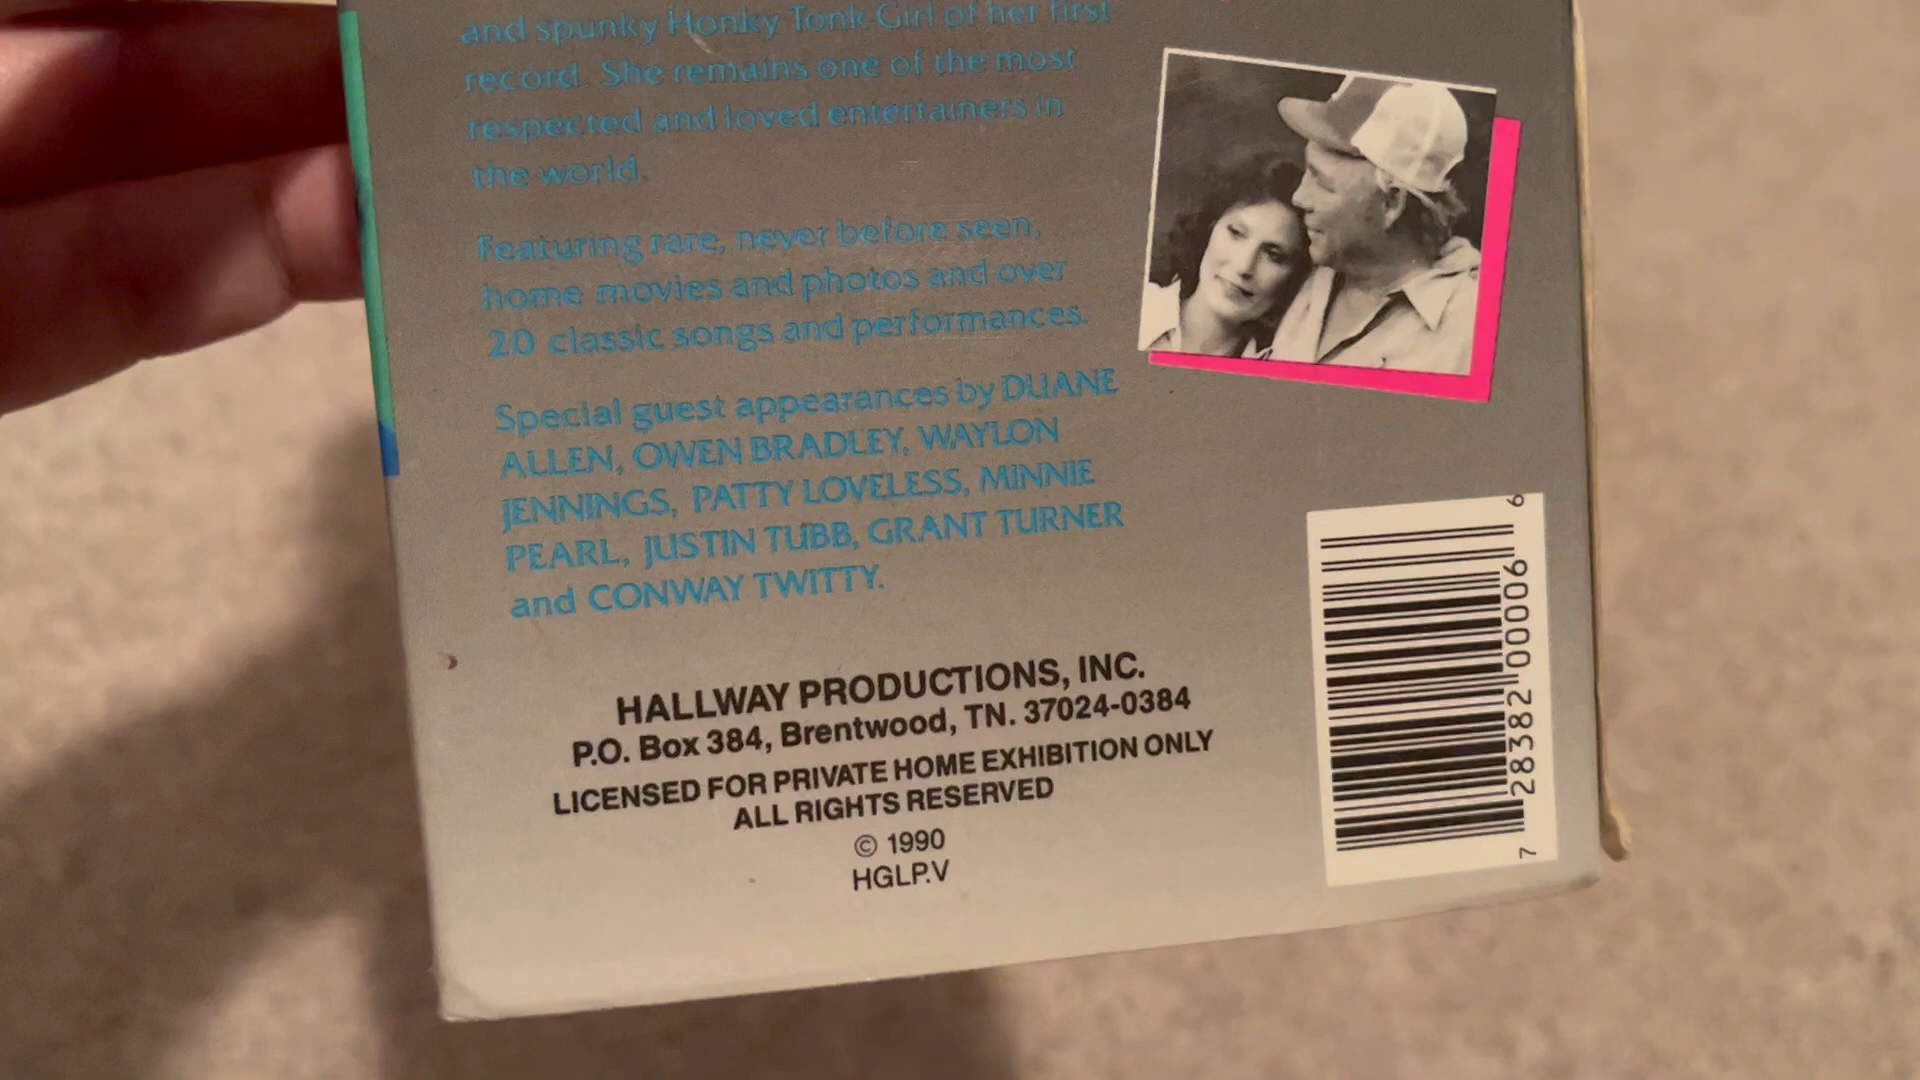 and spunky Honky Tonk Girl of her first
record. She remains one of the most
respected and loved entertainers in
the world.
Featuring rare, never before seen,
home movies and photos and over
20 classic songs and performances.
Special guest appearances by DUANE
ALLEN, OWEN BRADLEY, WAYLON
JENNINGS, PATTY LOVELESS, MINNIE
PEARL, JUSTIN TUBB, GRANT TURNER
and CONWAY TWITTY.
HALLWAY PRODUCTIONS, INC.
P.O. Box 384, Brentwood, TN. 37024-0384
LICENSED FOR PRIVATE HOME EXHIBITION ONLY
ALL RIGHTS RESERVED
© 1990
HGLP.V
7 28382 00006 6